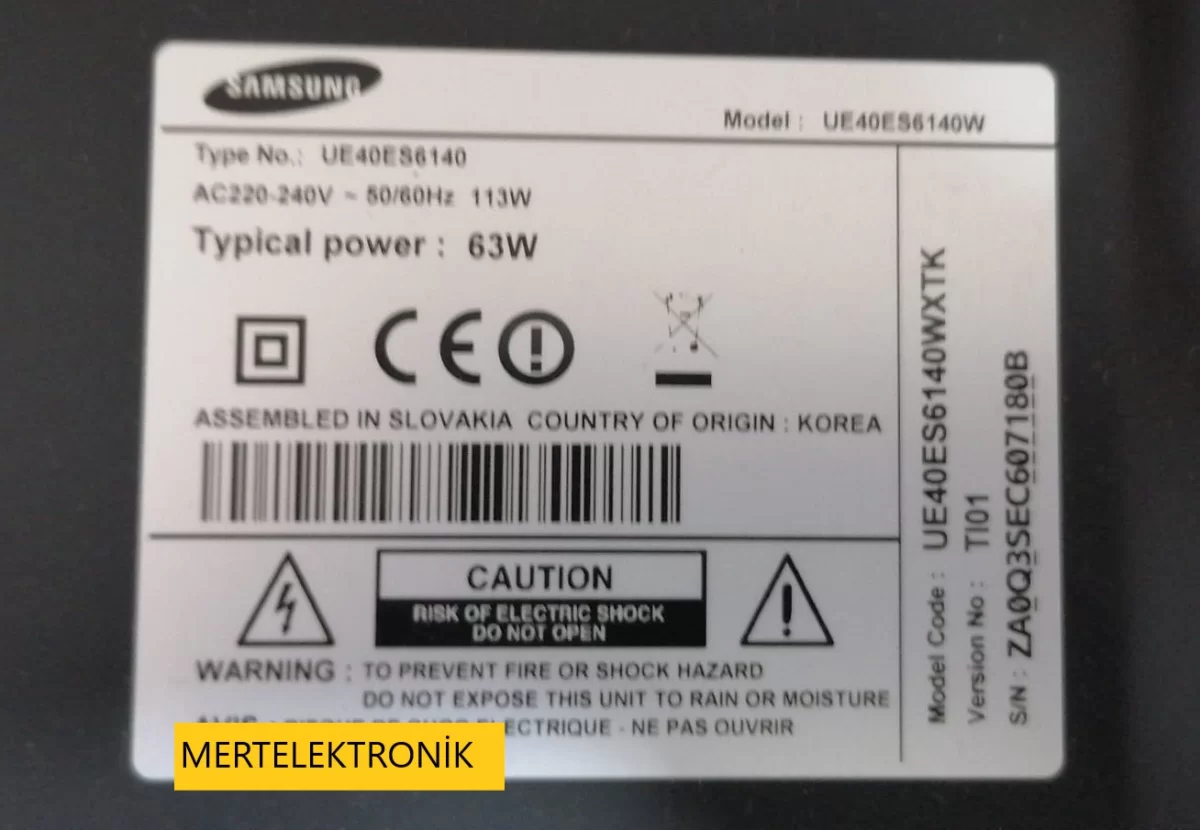 SAMSUNG
Model : UE40ES6140W
Type No.: UE40ES6140
AC220-240V ~ 50/60Hz 113W
Typical power : 63W
CE
ASSEMBLED IN SLOVAKIA COUNTRY OF ORIGIN : KOREA
CAUTION
RISK OF ELECTRIC SHOCK
DO NOT OPEN
WARNING : TO PREVENT FIRE OR SHOCK HAZARD
DO NOT EXPOSE THIS UNIT TO RAIN OR MOISTURE
ECTRIQUE - NE PAS OUVRIR
Model Code : UE40ES6140WXTK
Version No : TI01
S/N : ZA0Q3SEC607180B
MERTELEKTRONİK